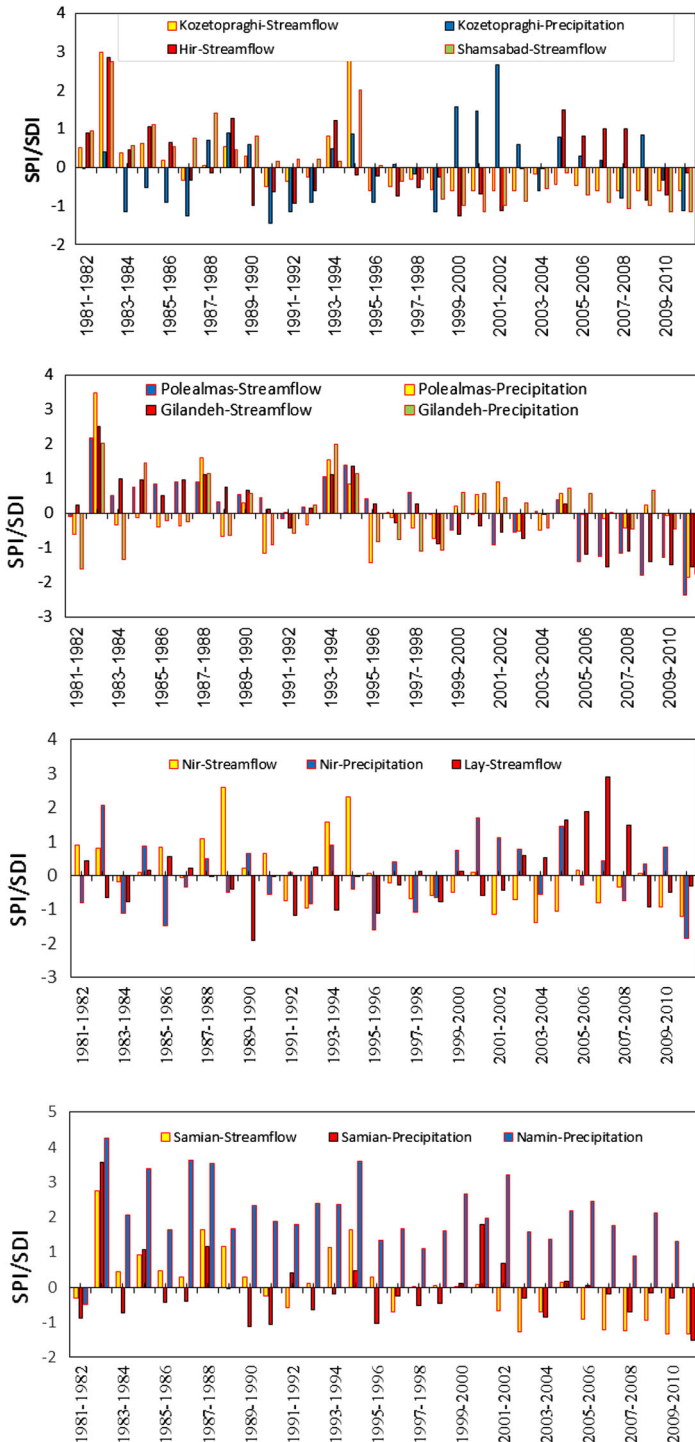 Kozetopraghi-Streamflow Kozetopraghi-Precipitation
Hir-Streamflow Shamsabad-Streamflow
SPI/SDI
4
3
2
1
0
-1
-2
1981-1982 1983-1984 1985-1986 1987-1988 1989-1990 1991-1992 1993-1994 1995-1996 1997-1998 1999-2000 2001-2002 2003-2004 2005-2006 2007-2008 2009-2010
Polealmas-Streamflow Polealmas-Precipitation
Gilandeh-Streamflow Gilandeh-Precipitation
SPI/SDI
4
3
2
1
0
-1
-2
-3
1981-1982 1983-1984 1985-1986 1987-1988 1989-1990 1991-1992 1993-1994 1995-1996 1997-1998 1999-2000 2001-2002 2003-2004 2005-2006 2007-2008 2009-2010
Nir-Streamflow Nir-Precipitation Lay-Streamflow
SPI/SDI
4
3
2
1
0
-1
-2
-3
1981-1982 1983-1984 1985-1986 1987-1988 1989-1990 1991-1992 1993-1994 1995-1996 1997-1998 1999-2000 2001-2002 2003-2004 2005-2006 2007-2008 2009-2010
Samian-Streamflow Samian-Precipitation Namin-Precipitation
SPI/SDI
5
4
3
2
1
0
-1
-2
1981-1982 1983-1984 1985-1986 1987-1988 1989-1990 1991-1992 1993-1994 1995-1996 1997-1998 1999-2000 2001-2002 2003-2004 2005-2006 2007-2008 2009-2010